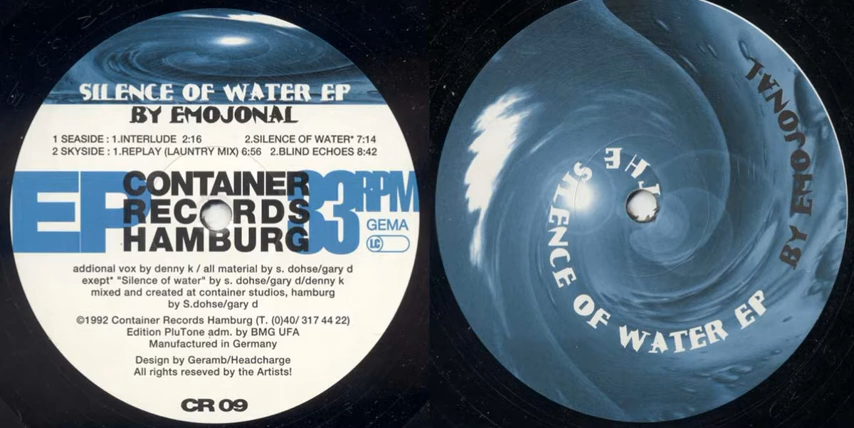 SILENCE OF WATER EP
BY EMOJONAL
1 SEASIDE : 1.INTERLUDE 2:16 2.SILENCE OF WATER* 7:14
2 SKYSIDE : 1.REPLAY (LAUNTRY MIX) 6:56 2.BLIND ECHOES 8:42
EP CONTAINER RECORDS HAMBURG 33RPM
GEMA
LC
addional vox by denny k / all material by s. dohse/gary d
exept* "Silence of water" by s. dohse/gary d/denny k
mixed and created at container studios, hamburg
by S.dohse/gary d
©1992 Container Records Hamburg (T. (0)40/ 317 44 22)
Edition PluTone adm. by BMG UFA
Manufactured in Germany
Design by Geramb/Headcharge
All rights reseved by the Artists!
CR 09
THE SILENCE OF WATER EP
BY EMOJONAL